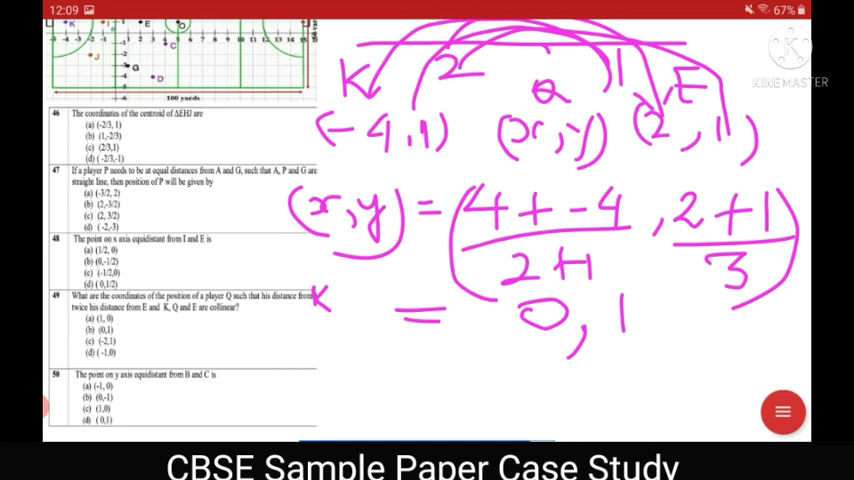 12:09
67%
K
I
E
O
C
J
G
D
100 yards
46 The coordinates of the centroid of ΔEHJ are
(a) (-2/3, 1)
(b) (1,-2/3)
(c) (2/3,1)
(d) (-2/3,-1)
47 If a player P needs to be at equal distances from A and G, such that A, P and G are
straight line, then position of P will be given by
(a) (-3/2, 2)
(b) (2,-3/2)
(c) (2, 3/2)
(d) (-2,-3)
48 The point on x axis equidistant from I and E is
(a) (1/2, 0)
(b) (0,-1/2)
(c) (-1/2,0)
(d) (0,1/2)
49 What are the coordinates of the position of a player Q such that his distance from K
twice his distance from E and K, Q and E are collinear?
(a) (1, 0)
(b) (0,1)
(c) (-2,1)
(d) (-1,0)
50 The point on y axis equidistant from B and C is
(a) (-1, 0)
(b) (0,-1)
(c) (1,0)
(d) (0,1)
K 2 Q 1 E
(-4,1) (x,y) (2,1)
(x,y) = (4+-4 , 2+1)
2+1 3
= 0,1
K
KINEMASTER
CBSE Sample Paper Case Study